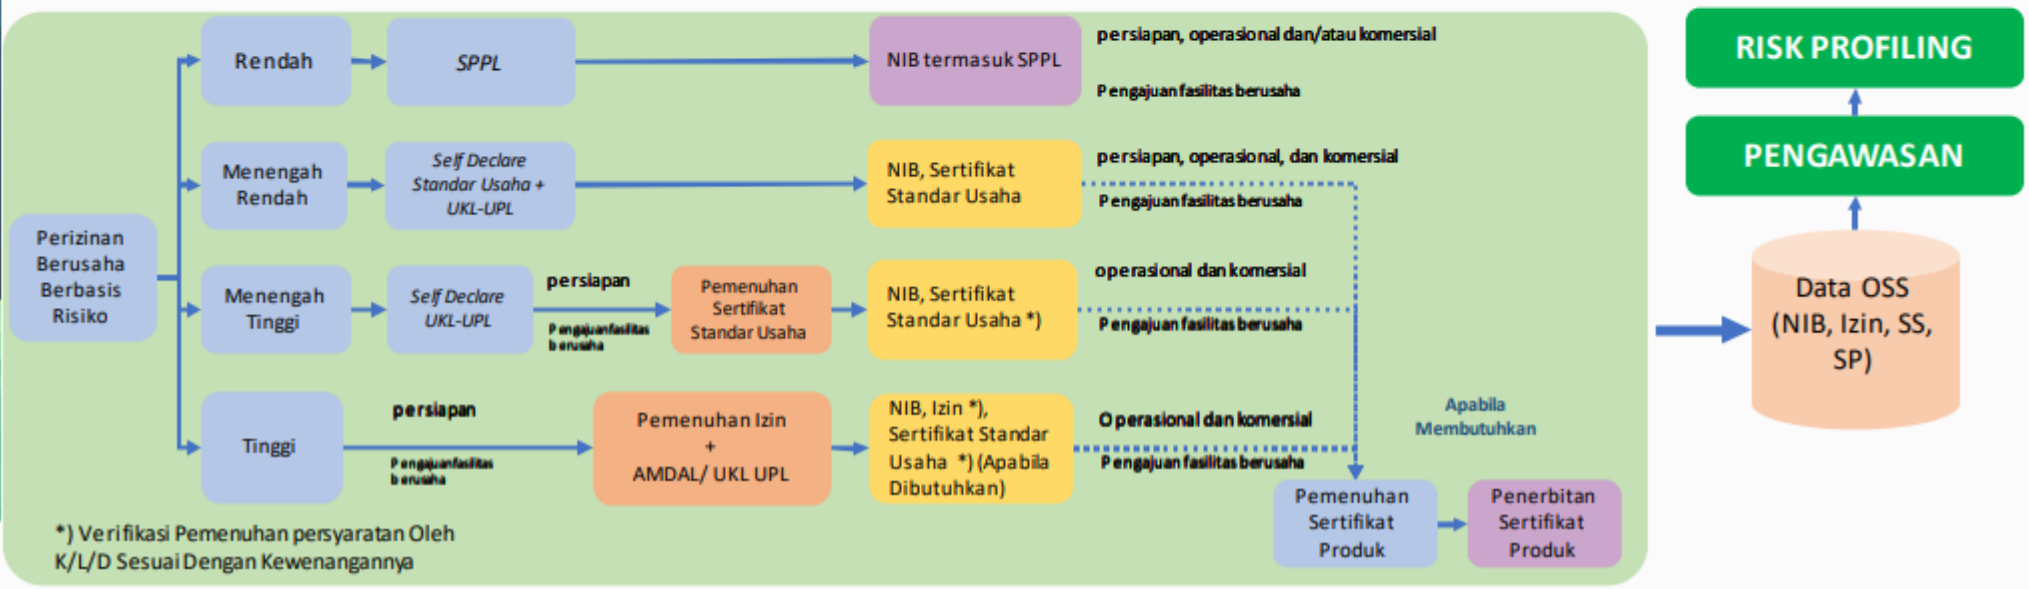 Perizinan
Berusaha
Berbasis
Risiko
Rendah
SPPL
NIB termasuk SPPL
persiapan, operasional dan/atau komersial
Pengajuan fasilitas berusaha
Menengah
Rendah
Self Declare
Standar Usaha +
UKL-UPL
NIB, Sertifikat
Standar Usaha
persiapan, operasional, dan komersial
Pengajuan fasilitas berusaha
Menengah
Tinggi
Self Declare
UKL-UPL
persiapan
Pengajuan fasilitas
berusaha
Pemenuhan
Sertifikat
Standar Usaha
NIB, Sertifikat
Standar Usaha *)
operasional dan komersial
Pengajuan fasilitas berusaha
Tinggi
persiapan
Pengajuan fasilitas
berusaha
Pemenuhan Izin
+
AMDAL/ UKL UPL
NIB, Izin *),
Sertifikat Standar
Usaha *) (Apabila
Dibutuhkan)
Operasional dan komersial
Pengajuan fasilitas berusaha
Apabila
Membutuhkan
Pemenuhan
Sertifikat
Produk
Penerbitan
Sertifikat
Produk
*) Verifikasi Pemenuhan persyaratan Oleh
K/L/D Sesuai Dengan Kewenangannya
RISK PROFILING
PENGAWASAN
Data OSS
(NIB, Izin, SS,
SP)